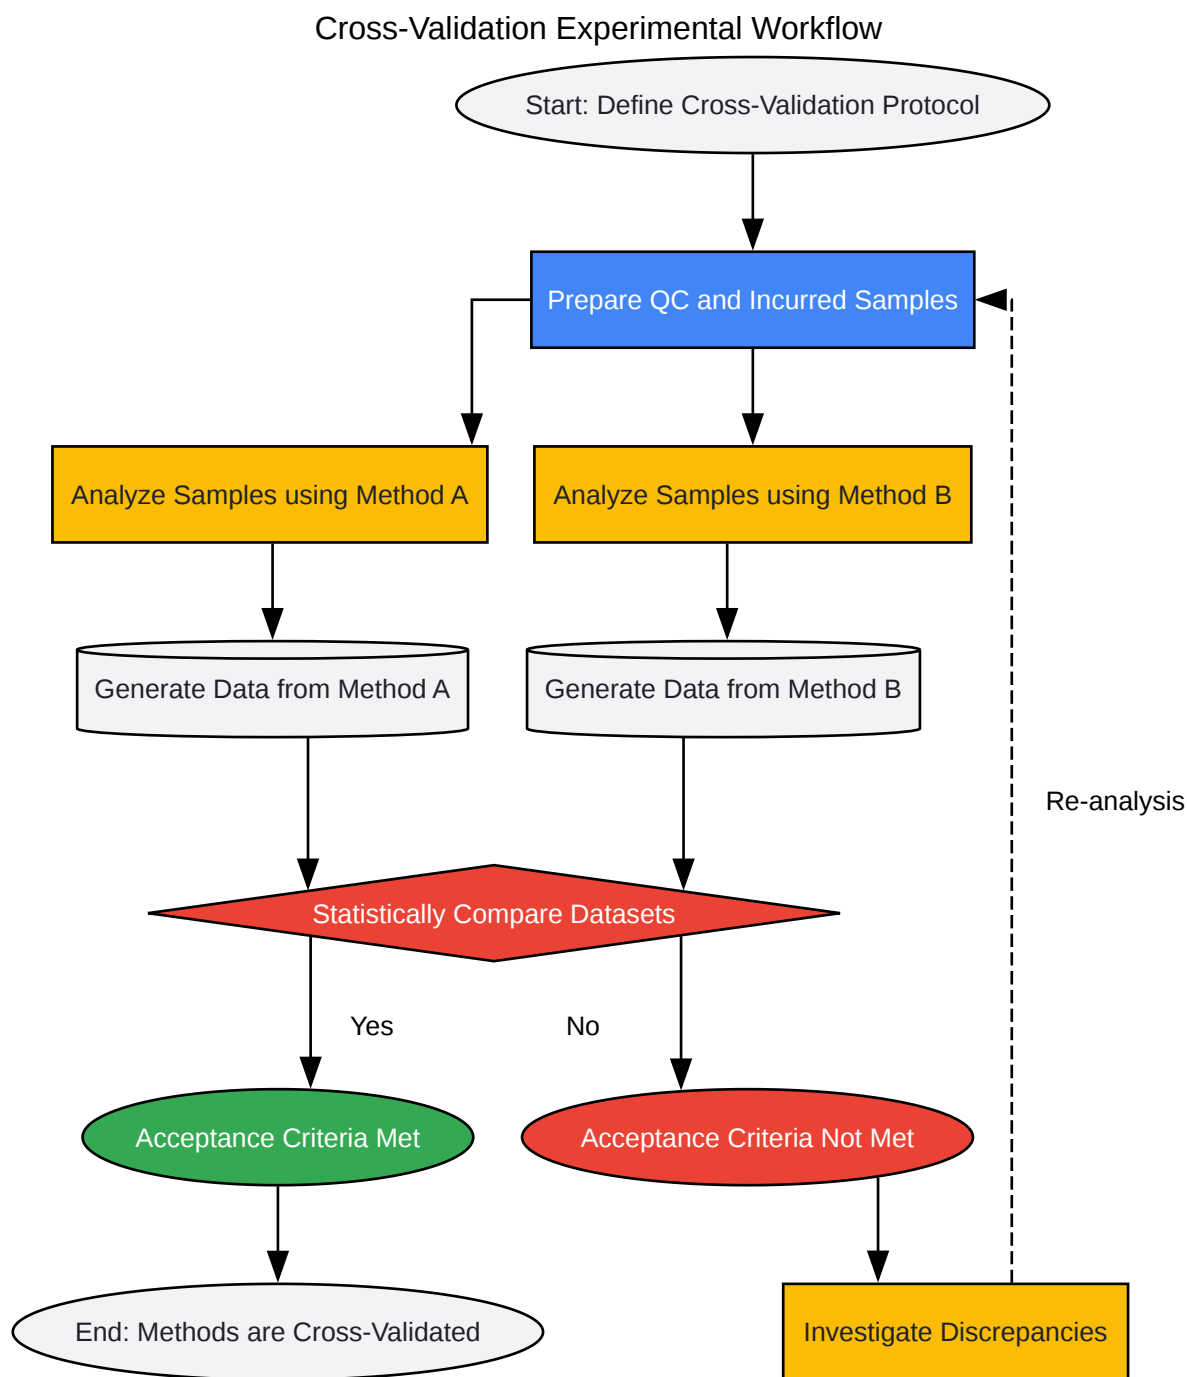 Cross-Validation Experimental Workflow
Start: Define Cross-Validation Protocol
Prepare QC and Incurred Samples
Analyze Samples using Method A
Analyze Samples using Method B
Generate Data from Method A
Generate Data from Method B
Re-analysis
Statistically Compare Datasets
Yes
No
Acceptance Criteria Met
Acceptance Criteria Not Met
End: Methods are Cross-Validated
Investigate Discrepancies